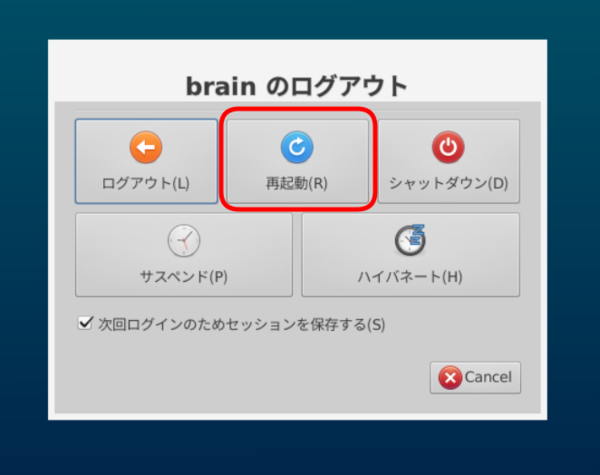 brain のログアウト
ログアウト(L)
再起動(R)
シャットダウン(D)
サスペンド(P)
ハイバネート(H)
次回ログインのためセッションを保存する(S)
Cancel